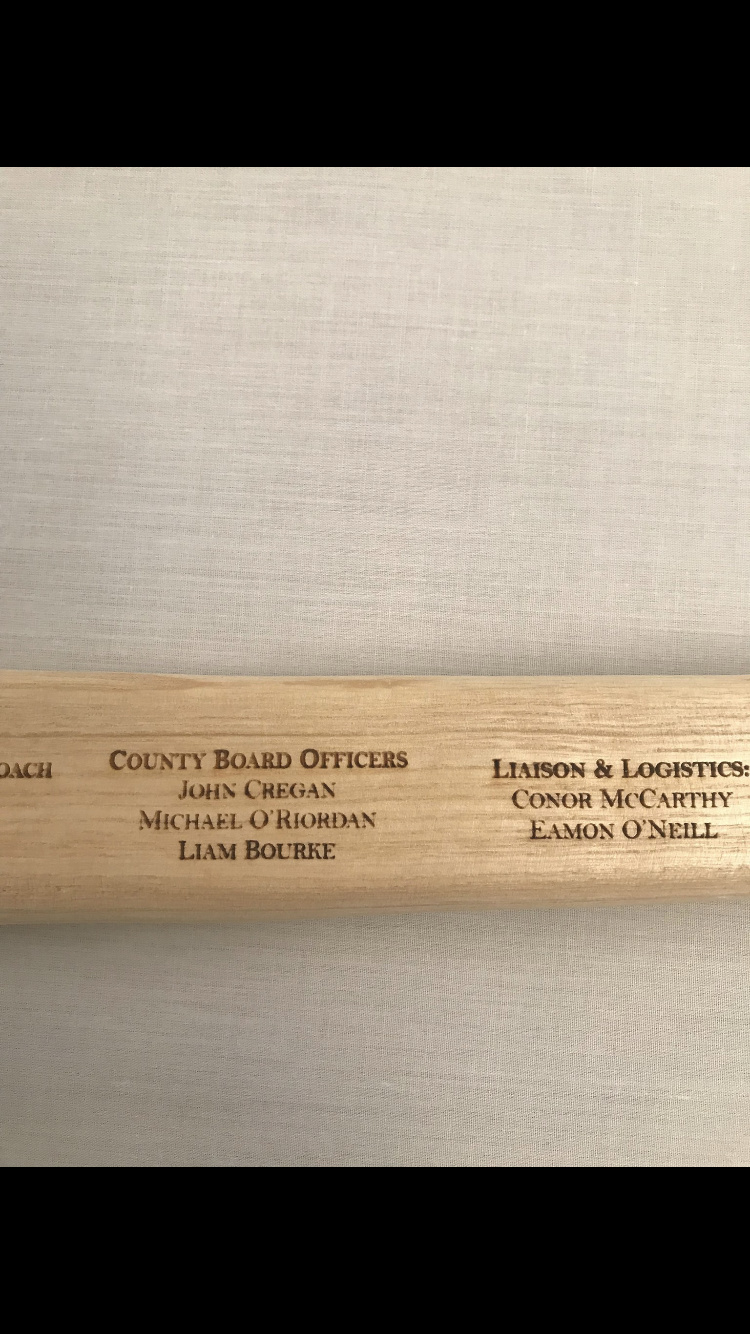 COUNTY BOARD OFFICERS
JOHN CREGAN
MICHAEL O'RIORDAN
LIAM BOURKE
LIAISON & LOGISTICS:
CONOR MCCARTHY
EAMON O'NEILL